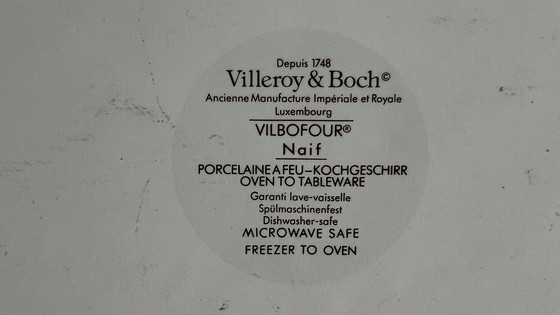 Depuis 1748
Villeroy & Boch©
Ancienne Manufacture Impériale et Royale
Luxembourg
VILBOFOUR®
Naif
PORCELAINE A FEU–KOCHGESCHIRR
OVEN TO TABLEWARE
Garanti lave-vaisselle
Spülmaschinenfest
Dishwasher-safe
MICROWAVE SAFE
FREEZER TO OVEN